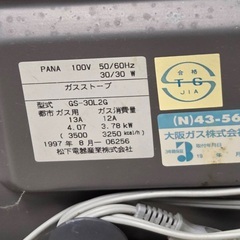 PANA 100V 50/60Hz
30/30 W
ガスストーブ
型式 GS-30L2G
都市ガス用 ガス消費量
13A 12A
4.07 3.78 kW
(3500 3250 kcal/h)
1997年 8月- 06256
松下電器産業株式会社
合格
TG
JIA
(N)43-56
大阪ガス株式会